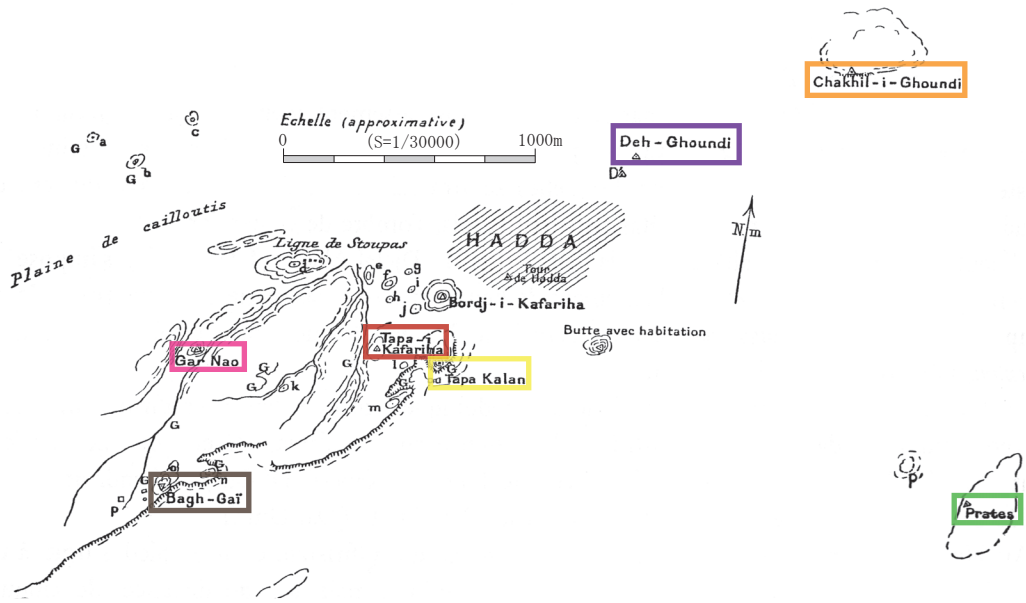 Chakhil-i-Ghoundi
c
Echelle (approximative)
0 (S=1/30000) 1000m
G a
G b
Deh-Ghoundi
D
Plaine de cailloutis
N m
HADDA
Ligne de Stoupas
d
e
f
g
h
i
j
Tour
de Hadda
Bordj-i-Kafariha
Butte avec habitation
Tapa-i
Kafariha
Gar-Nao
G
G
l
G
Tapa Kalan
G
G k
m
G
o
G
n
G
Bagh-Gaï
p
P'
Prates